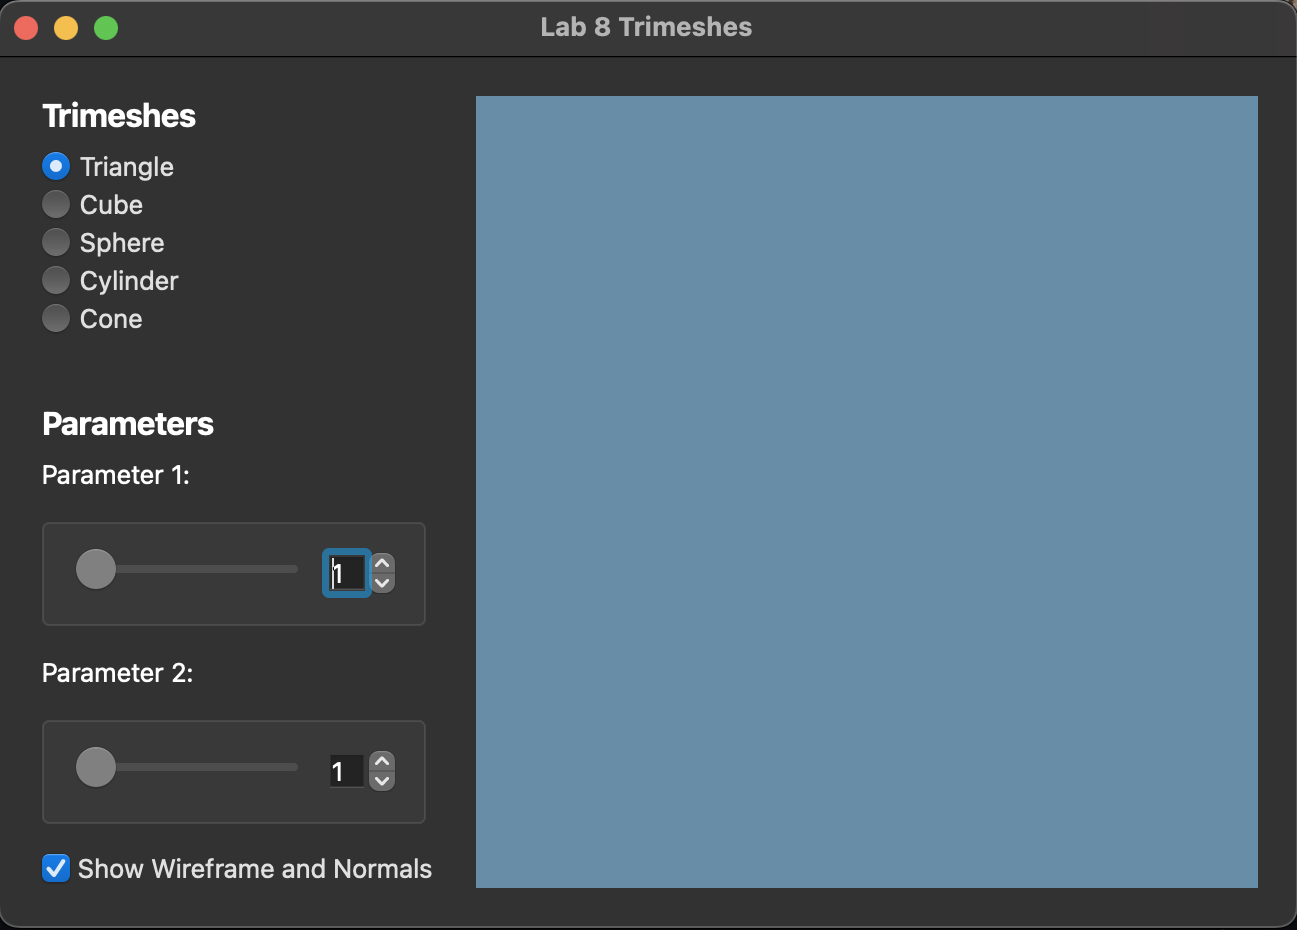 Lab 8 Trimeshes
Trimeshes
Triangle
Cube
Sphere
Cylinder
Cone
Parameters
Parameter 1:
1
Parameter 2:
1
Show Wireframe and Normals